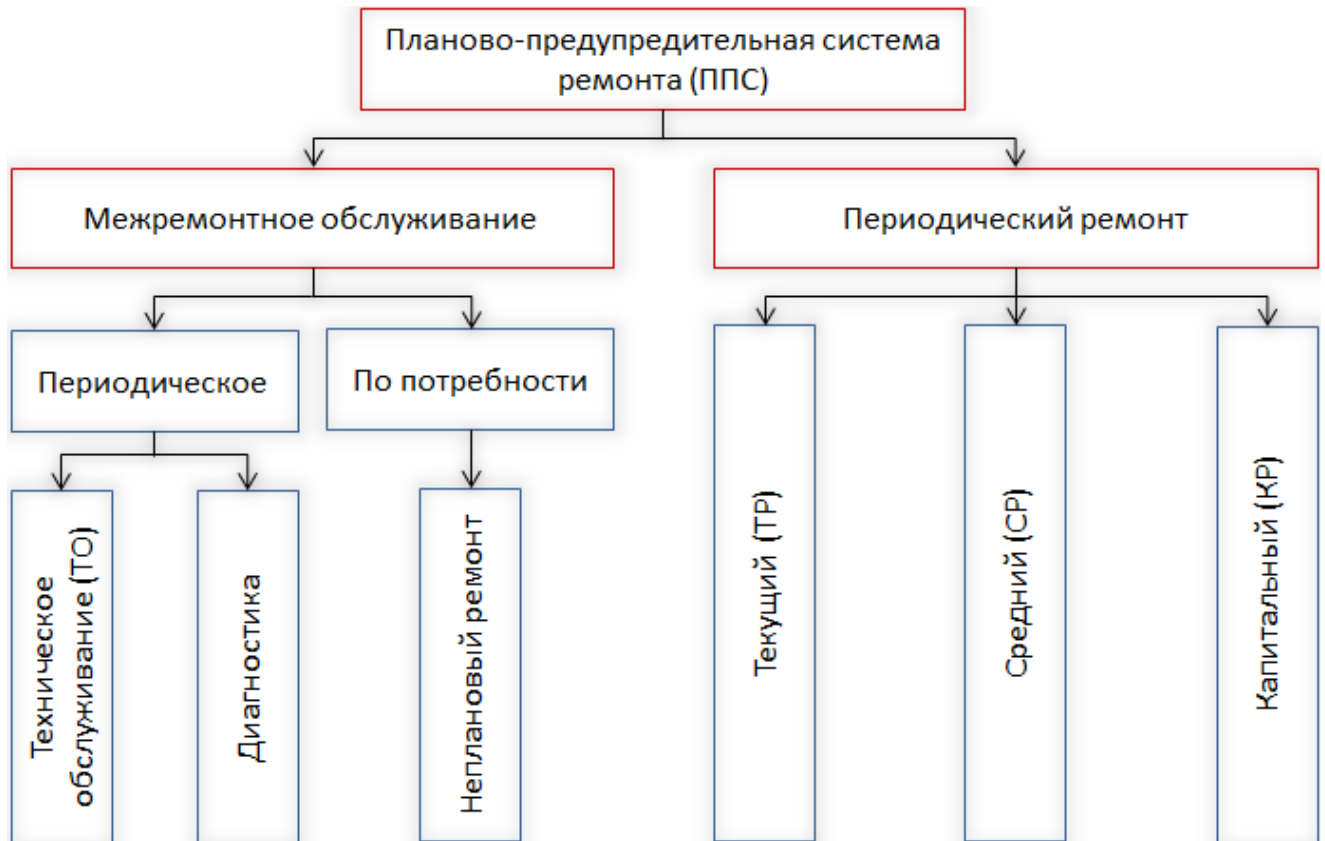 Планово-предупредительная система
ремонта (ППС)
Межремонтное обслуживание
Периодический ремонт
Периодическое
По потребности
Техническое
обслуживание (ТО)
Диагностика
Неплановый ремонт
Текущий (ТР)
Средний (СР)
Капитальный (КР)